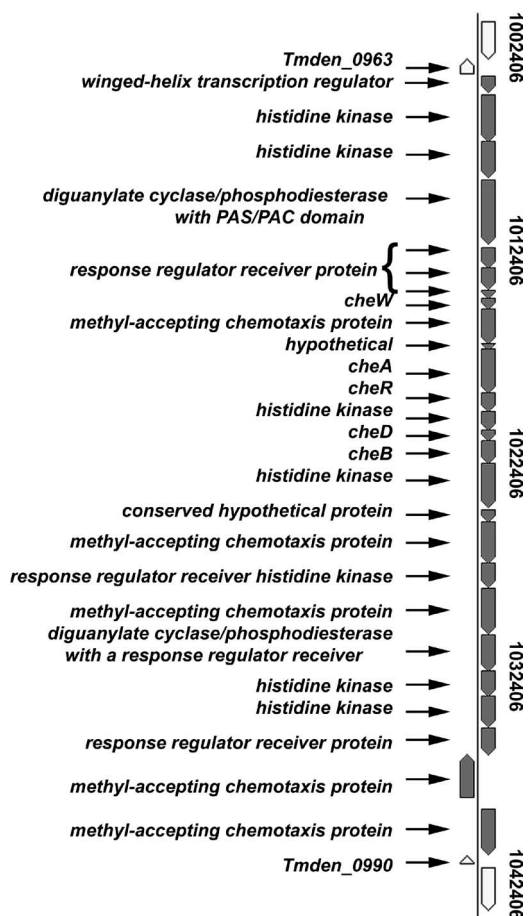 Tmden_0963
winged-helix transcription regulator
histidine kinase
histidine kinase
diguanylate cyclase/phosphodiesterase
with PAS/PAC domain
response regulator receiver protein
cheW
methyl-accepting chemotaxis protein
hypothetical
cheA
cheR
histidine kinase
cheD
cheB
histidine kinase
conserved hypothetical protein
methyl-accepting chemotaxis protein
response regulator receiver histidine kinase
methyl-accepting chemotaxis protein
diguanylate cyclase/phosphodiesterase
with a response regulator receiver
histidine kinase
histidine kinase
response regulator receiver protein
methyl-accepting chemotaxis protein
methyl-accepting chemotaxis protein
Tmden_0990
1002406
1012406
1022406
1032406
1042406